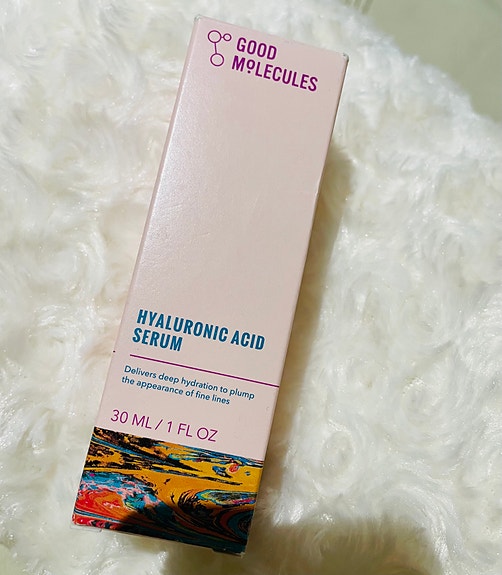 GOOD
MOLECULES
HYALURONIC ACID
SERUM
Delivers deep hydration to plump
the appearance of fine lines
30 ML / 1 FL OZ